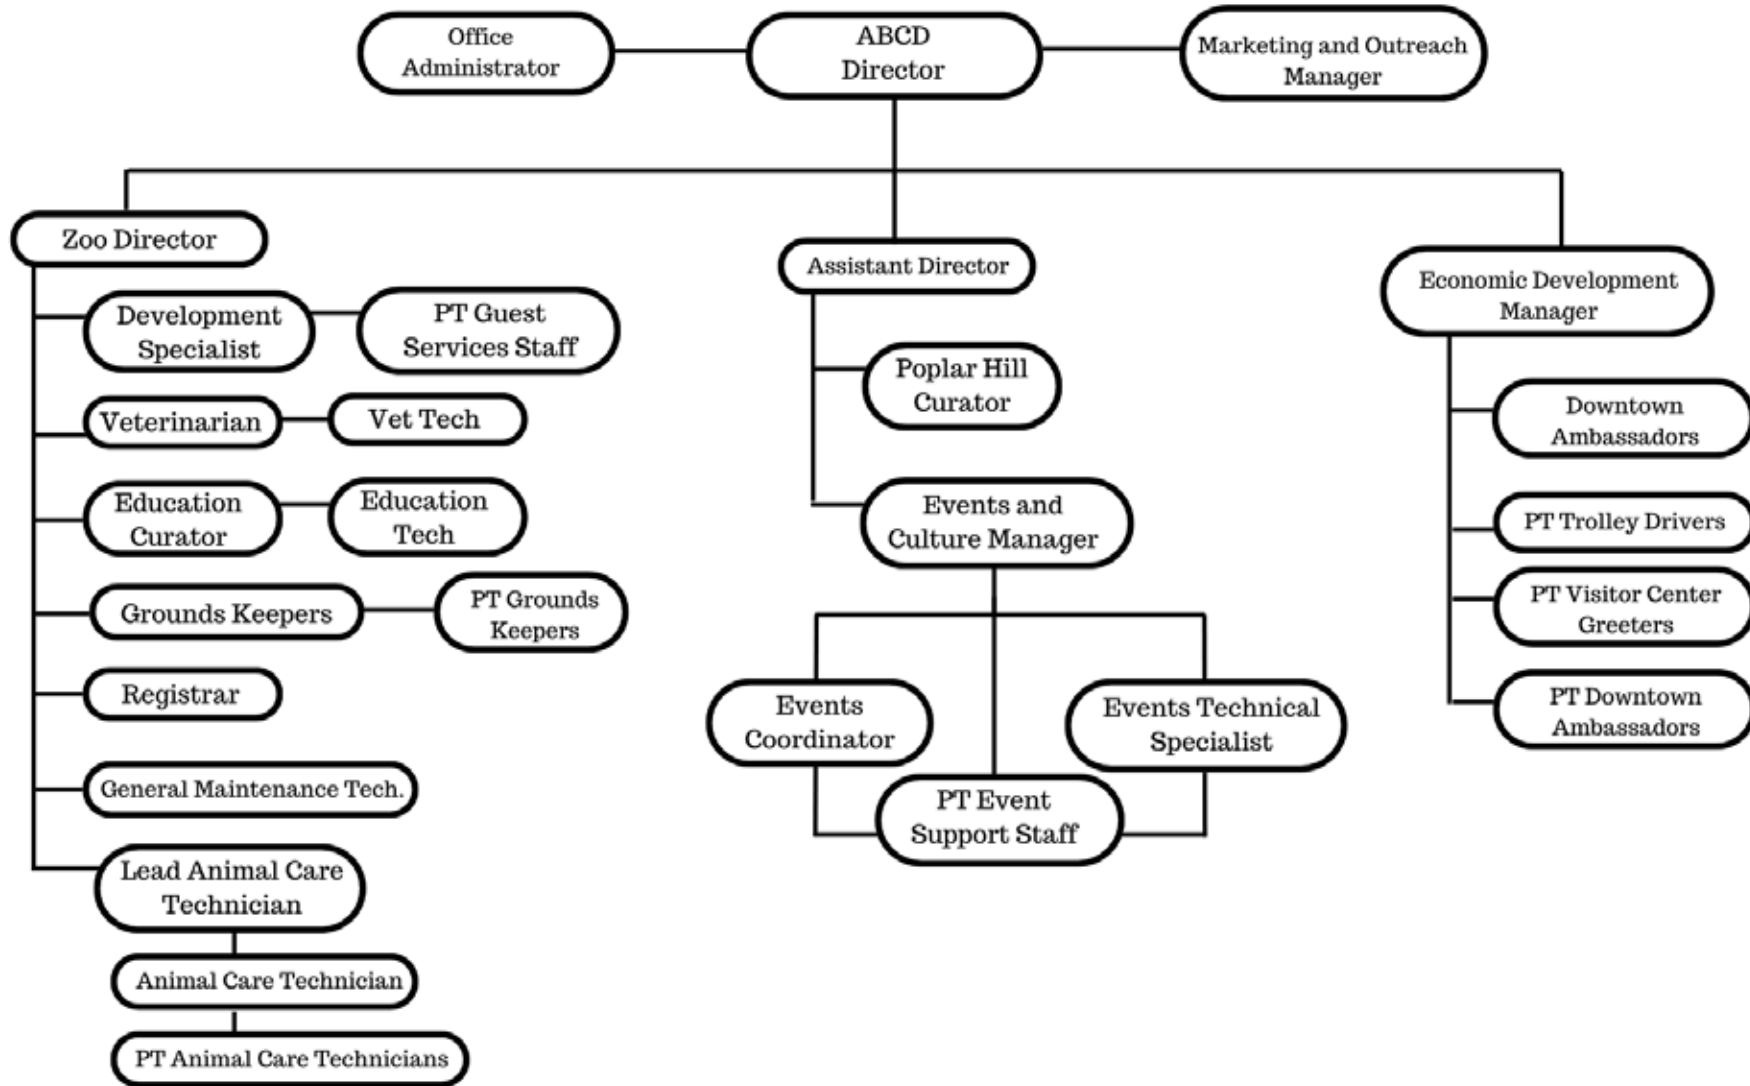 Office
Administrator
ABCD
Director
Marketing and Outreach
Manager
Zoo Director
Development
Specialist
PT Guest
Services Staff
Veterinarian
Vet Tech
Education
Curator
Education
Tech
Grounds Keepers
PT Grounds
Keepers
Registrar
General Maintenance Tech.
Lead Animal Care
Technician
Animal Care Technician
PT Animal Care Technicians
Assistant Director
Poplar Hill
Curator
Events and
Culture Manager
Events
Coordinator
Events Technical
Specialist
PT Event
Support Staff
Economic Development
Manager
Downtown
Ambassadors
PT Trolley Drivers
PT Visitor Center
Greeters
PT Downtown
Ambassadors